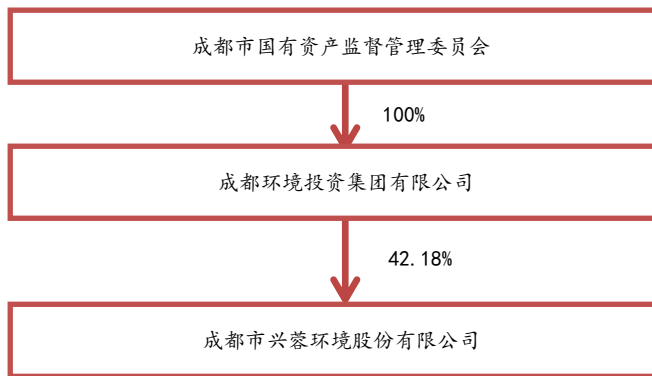 成都市国有资产监督管理委员会
100%
成都环境投资集团有限公司
42.18%
成都市兴蓉环境股份有限公司